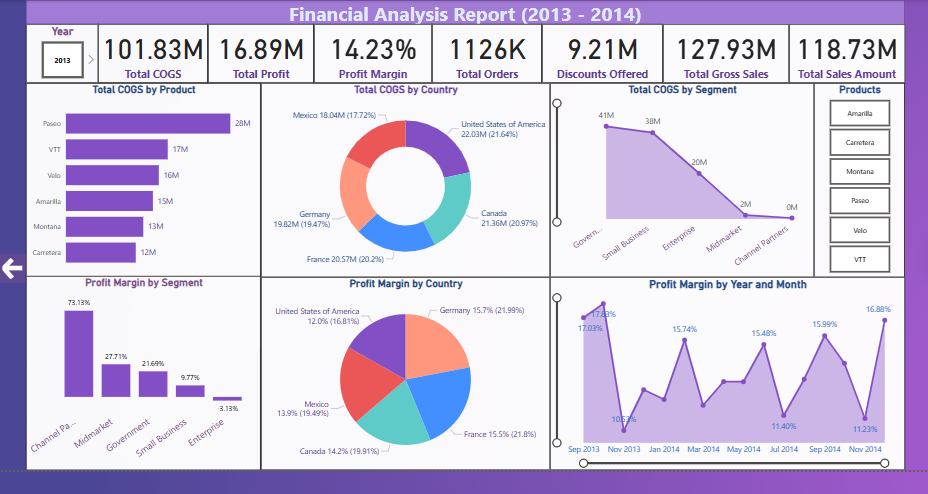 Financial Analysis Report (2013 - 2014)
Year
2013
101.83M
Total COGS
16.89M
Total Profit
14.23%
Profit Margin
1126K
Total Orders
9.21M
Discounts Offered
127.93M
Total Gross Sales
118.73M
Total Sales Amount
Total COGS by Product
Paseo 28M
VTT 17M
Velo 16M
Amarilla 15M
Montana 13M
Carretera 12M
Total COGS by Country
Mexico 18.04M (17.72%)
United States of America
22.03M (21.64%)
Germany
19.82M (19.47%)
Canada
21.36M (20.97%)
France 20.57M (20.2%)
Total COGS by Segment
41M
38M
20M
2M
0M
Govern...
Small Business
Enterprise
Midmarket
Channel Partners
Products
Amarilla
Carretera
Montana
Paseo
Velo
VTT
Profit Margin by Segment
73.13%
27.71%
21.69%
9.77%
-3.13%
Channel Pa...
Midmarket
Government
Small Business
Enterprise
Profit Margin by Country
United States of America
12.0% (16.81%)
Germany 15.7% (21.99%)
Mexico
13.9% (19.49%)
France 15.5% (21.8%)
Canada 14.2% (19.91%)
Profit Margin by Year and Month
17.03%
17.83%
10.53%
15.74%
15.48%
11.40%
15.99%
11.23%
16.88%
Sep 2013 Nov 2013 Jan 2014 Mar 2014 May 2014 Jul 2014 Sep 2014 Nov 2014